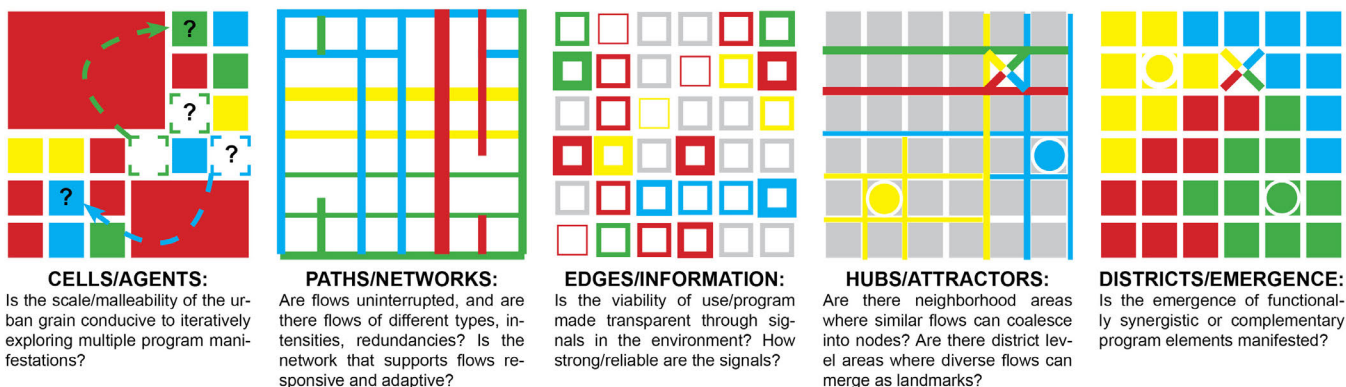 ?
?
?
?
CELLS/AGENTS:
Is the scale/malleability of the ur-
ban grain conducive to iteratively
exploring multiple program mani-
festations?
PATHS/NETWORKS:
Are flows uninterrupted, and are
there flows of different types, in-
tensities, redundancies? Is the
network that supports flows re-
sponsive and adaptive?
EDGES/INFORMATION:
Is the viability of use/program
made transparent through sig-
nals in the environment? How
strong/reliable are the signals?
HUBS/ATTRACTORS:
Are there neighborhood areas
where similar flows can coalesce
into nodes? Are there district lev-
el areas where diverse flows can
merge as landmarks?
DISTRICTS/EMERGENCE:
Is the emergence of functional-
ly synergistic or complementary
program elements manifested?